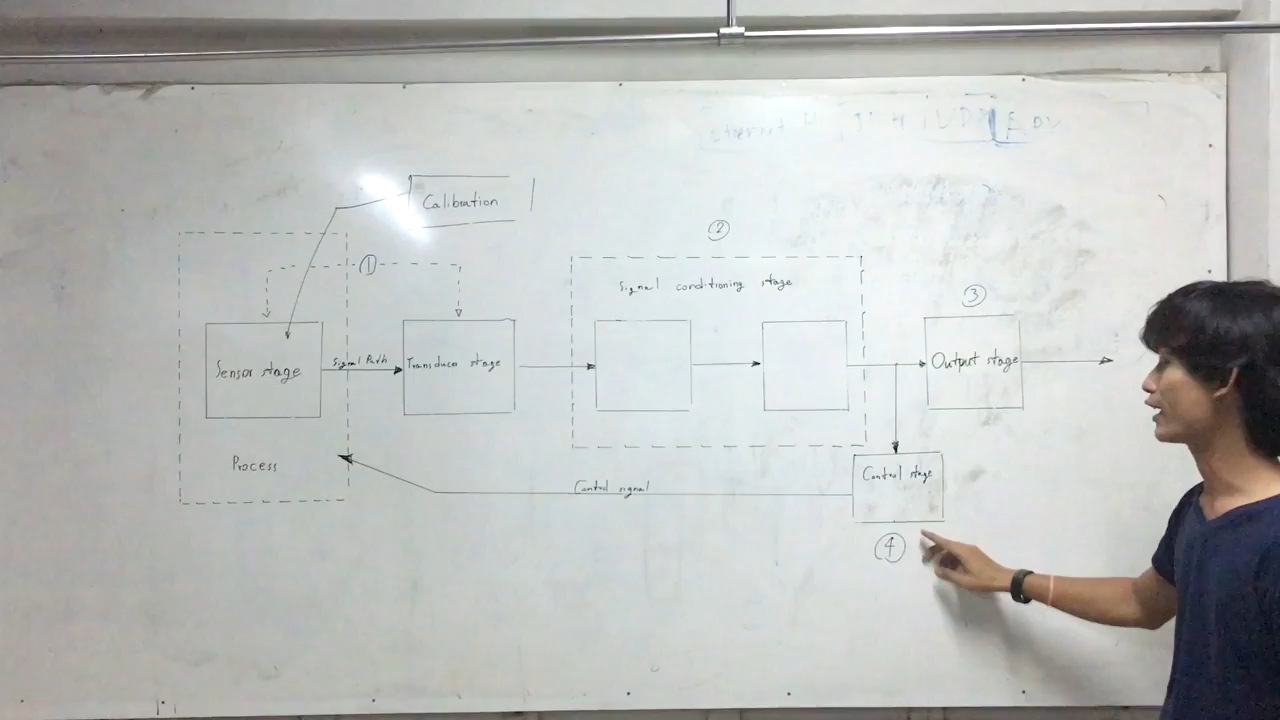 Calibration
②
①
Signal conditioning stage
③
Sensor stage
Signal Path
Transducer stage
Output stage
Process
Control signal
Control stage
④